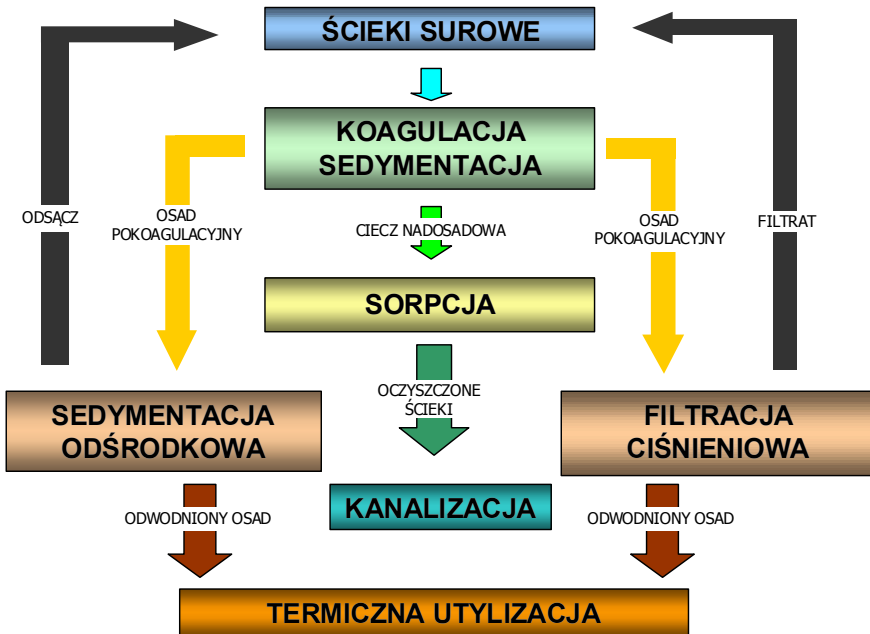 ŚCIEKI SUROWE
KOAGULACJA
SEDYMENTACJA
ODSĄCZ
OSAD
POKOAGULACYJNY
CIECZ NADOSADOWA
OSAD
POKOAGULACYJNY
FILTRAT
SORPCJA
OCZYSZCZONE
ŚCIEKI
SEDYMENTACJA
ODŚRODKOWA
FILTRACJA
CIŚNIENIOWA
KANALIZACJA
ODWODNIONY OSAD
ODWODNIONY OSAD
TERMICZNA UTYLIZACJA